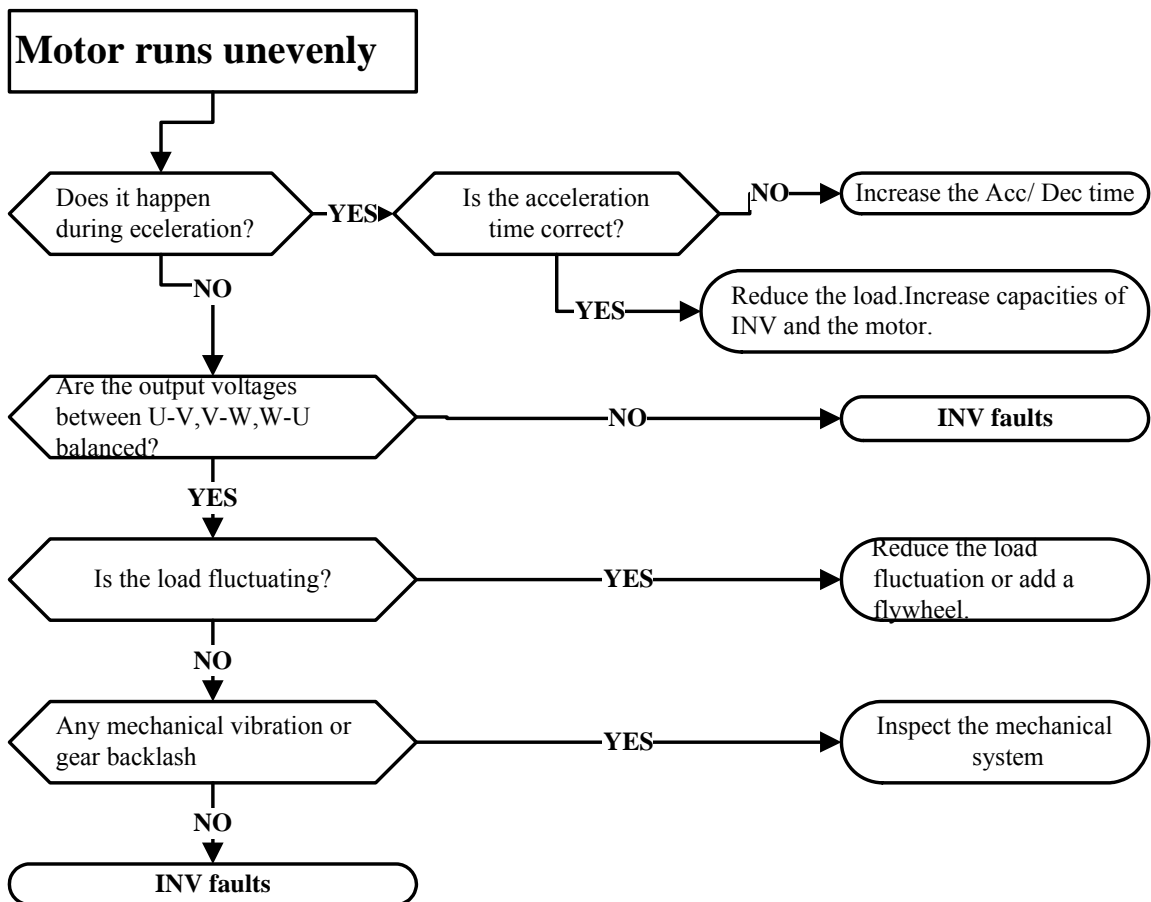 Motor runs unevenly
Does it happen
during eceleration?
YES
Is the acceleration
time correct?
NO
Increase the Acc/ Dec time
YES
Reduce the load.Increase capacities of
INV and the motor.
NO
Are the output voltages
between U-V,V-W,W-U
balanced?
NO
INV faults
YES
Is the load fluctuating?
YES
Reduce the load
fluctuation or add a
flywheel.
NO
Any mechanical vibration or
gear backlash
YES
Inspect the mechanical
system
NO
INV faults